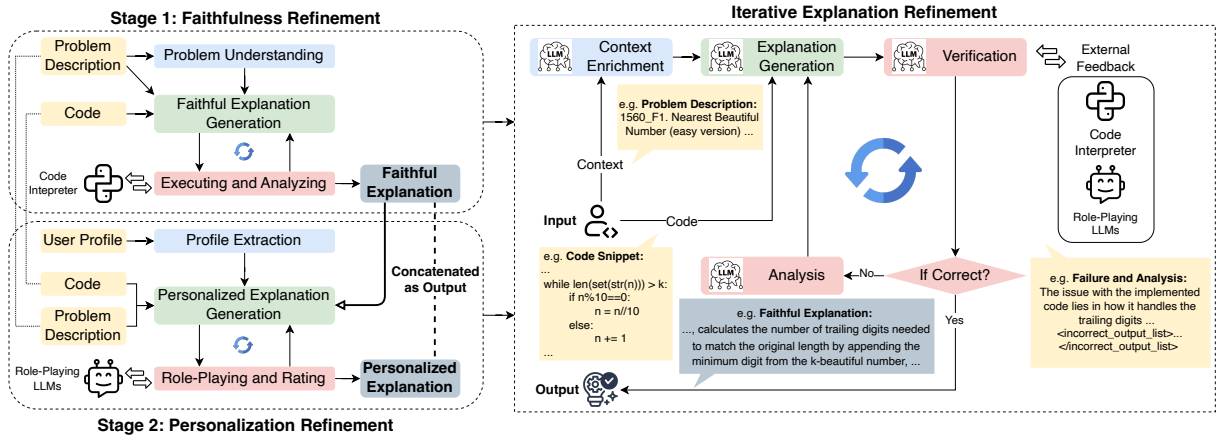 Stage 1: Faithfulness Refinement
Problem
Description
Problem Understanding
Code
Faithful Explanation
Generation
Code
Intepreter
Executing and Analyzing
Faithful
Explanation
User Profile
Profile Extraction
Concatenated
as Output
Code
Problem
Description
Personalized Explanation
Generation
Role-Playing
LLMs
Role-Playing and Rating
Personalized
Explanation
Stage 2: Personalization Refinement
Iterative Explanation Refinement
LLM
Context
Enrichment
LLM
Explanation
Generation
LLM
Verification
External
Feedback
Code
Interpreter
Role-Playing
LLMs
e.g. Problem Description:
1560_F1. Nearest Beautiful
Number (easy version) ...
Context
Input
Code
e.g. Code Snippet:
...
while len(set(str(n))) > k:
if n%10==0:
n = n//10
else:
n += 1
...
LLM
Analysis
No
If Correct?
Yes
e.g. Faithful Explanation:
..., calculates the number of trailing digits needed
to match the original length by appending the
minimum digit from the k-beautiful number, ...
e.g. Failure and Analysis:
The issue with the implemented
code lies in how it handles the
trailing digits ...
<incorrect_output_list>...
</incorrect_output_list>
Output